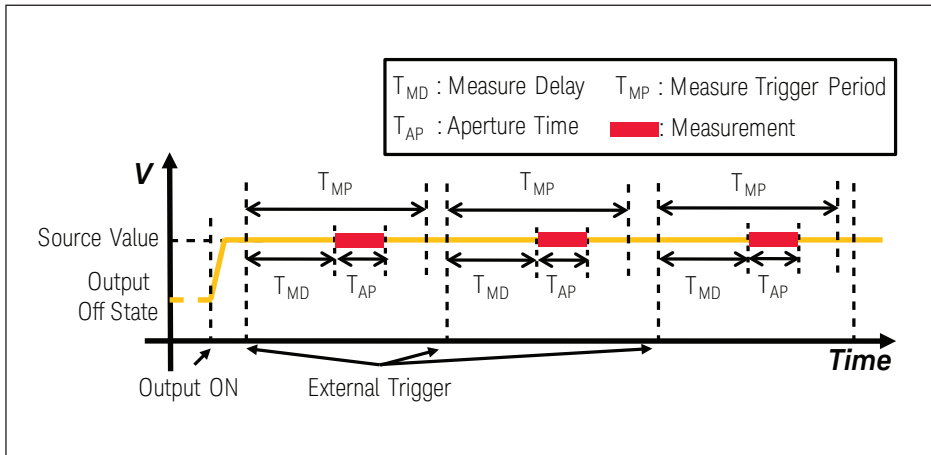 T_MD : Measure Delay T_MP : Measure Trigger Period
T_AP : Aperture Time : Measurement
V
T_MP T_MP T_MP
Source Value
Output
Off State
T_MD T_AP T_MD T_AP T_MD T_AP
Time
Output ON External Trigger